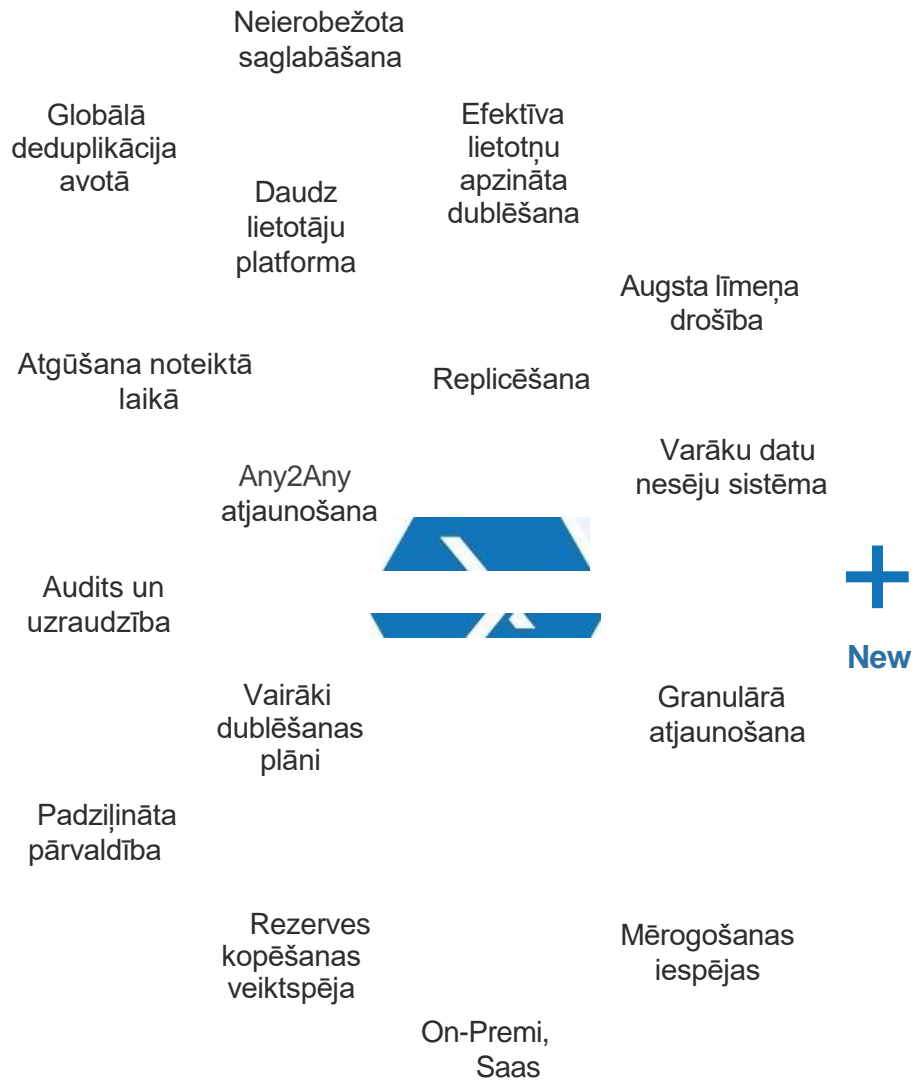 Neierobežota
saglabāšana
Globālā
deduplikācija
avotā
Efektīva
lietotņu
apzināta
dublēšana
Daudz
lietotāju
platforma
Augsta līmeņa
drošība
Atgūšana noteiktā
laikā
Replicēšana
Varāku datu
nesēju sistēma
Any2Any
atjaunošana
Audits un
uzraudzība
New
Vairāki
dublēšanas
plāni
Granulārā
atjaunošana
Padziļināta
pārvaldība
Rezerves
kopēšanas
veiktspēja
Mērogošanas
iespējas
On-Premi,
Saas